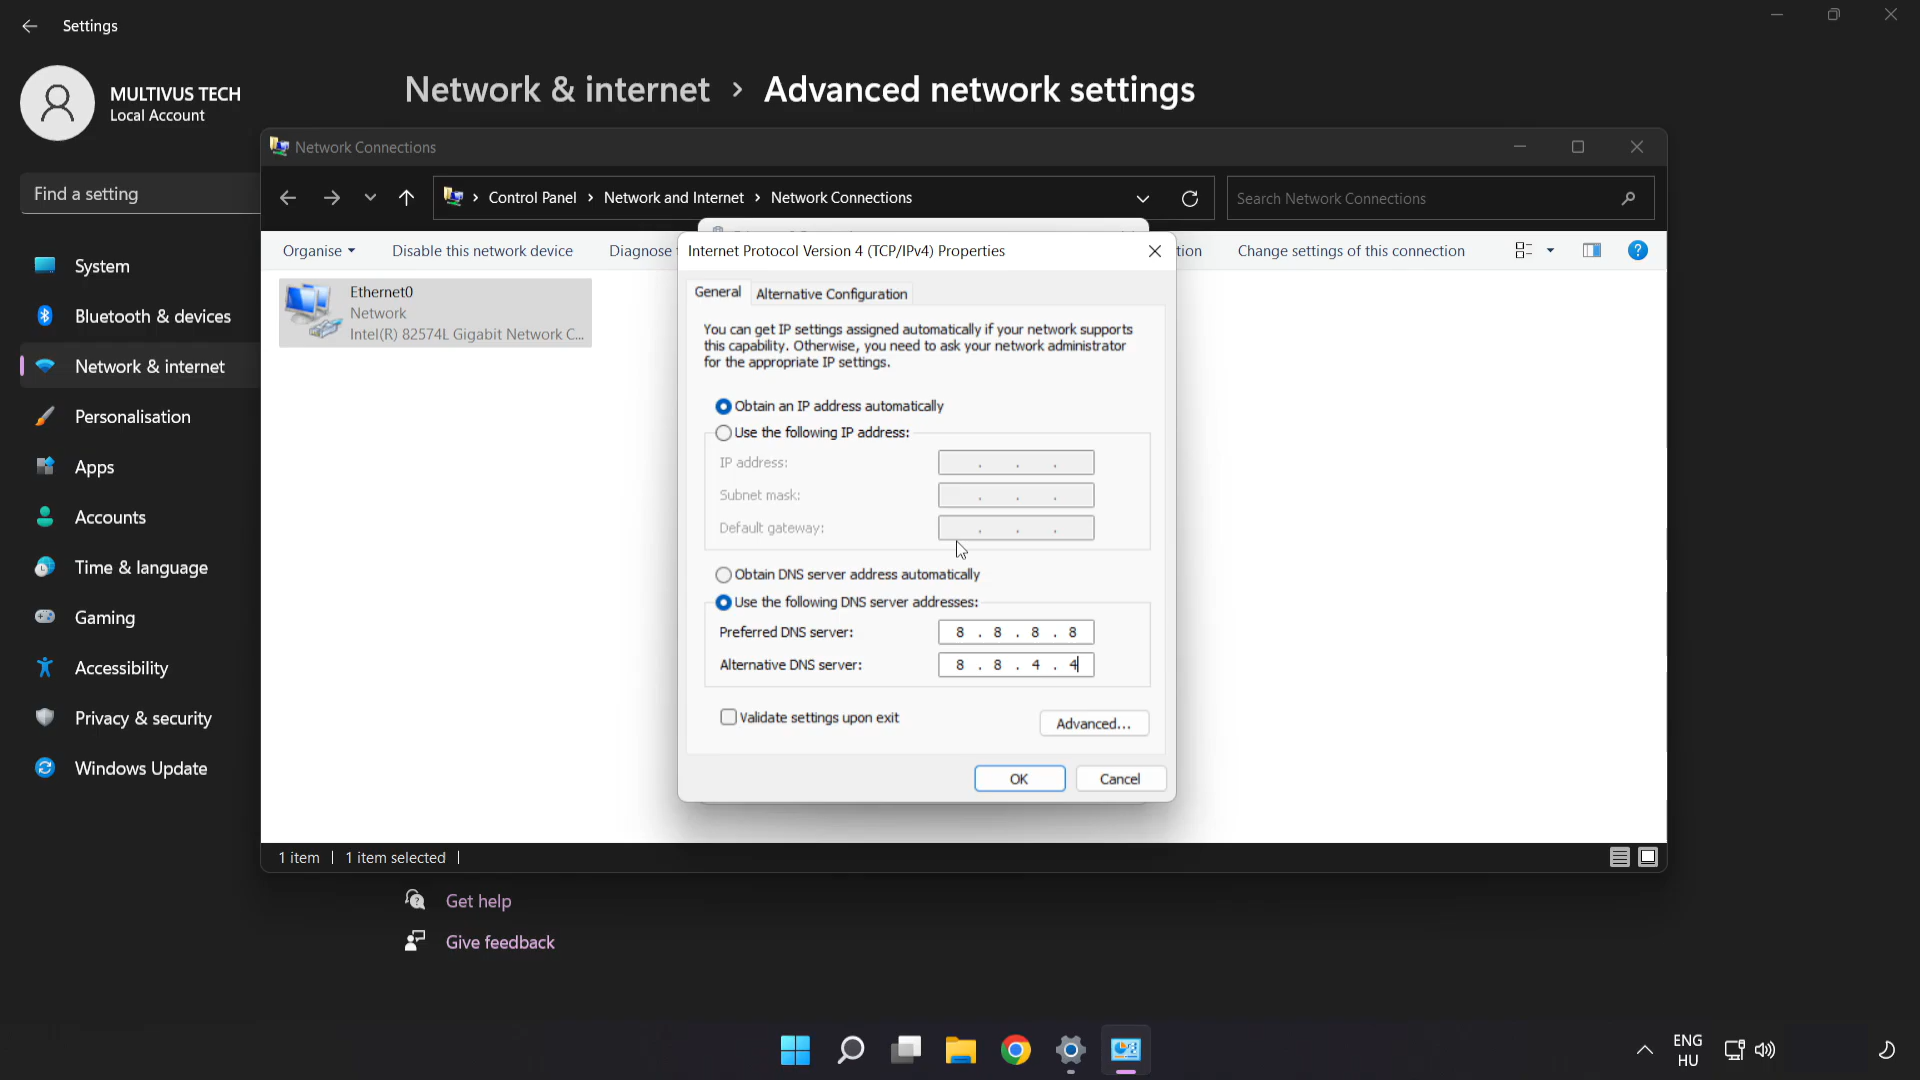 Settings
MULTIVUS TECH
Local Account
Find a setting
System
Bluetooth & devices
Network & internet
Personalisation
Apps
Accounts
Time & language
Gaming
Accessibility
Privacy & security
Windows Update
Network & internet › Advanced network settings
Network Connections
Control Panel › Network and Internet › Network Connections
Search Network Connections
Organise
Disable this network device
Diagnose
Change settings of this connection
Ethernet0
Network
Intel(R) 82574L Gigabit Network C...
Internet Protocol Version 4 (TCP/IPv4) Properties
General
Alternative Configuration
You can get IP settings assigned automatically if your network supports
this capability. Otherwise, you need to ask your network administrator
for the appropriate IP settings.
Obtain an IP address automatically
Use the following IP address:
IP address: . . .
Subnet mask: . . .
Default gateway: . . .
Obtain DNS server address automatically
Use the following DNS server addresses:
Preferred DNS server: 8 . 8 . 8 . 8
Alternative DNS server: 8 . 8 . 4 . 4
Validate settings upon exit
Advanced...
OK
Cancel
1 item
1 item selected
Get help
Give feedback
ENG
HU